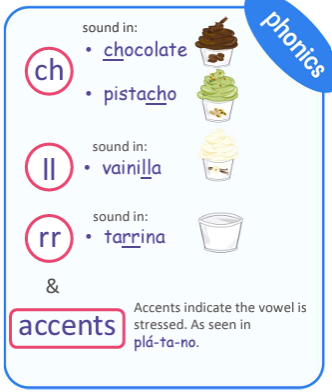 phonics
sound in:
ch
• chocolate
• pistacho
sound in:
ll
• vainilla
sound in:
rr
• tarrina
&
accents
Accents indicate the vowel is
stressed. As seen in
plá-ta-no.